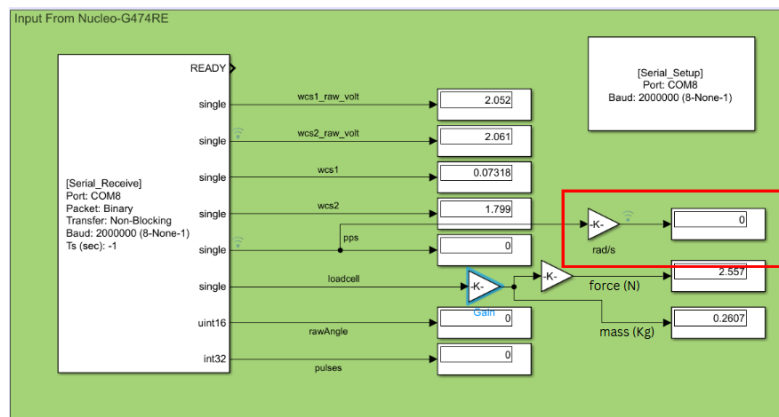 Input From Nucleo-G474RE
READY
single
wcs1_raw_volt
2.052
single
wcs2_raw_volt
2.061
single
wcs1
0.07318
single
wcs2
1.799
single
pps
0
-K-
rad/s
0
single
loadcell
-K-
Gain
-K-
force (N)
2.557
mass (Kg)
0.2607
uint16
rawAngle
0
int32
pulses
0
[Serial_Receive]
Port: COM8
Packet: Binary
Transfer: Non-Blocking
Baud: 2000000 (8-None-1)
Ts (sec): -1
[Serial_Setup]
Port: COM8
Baud: 2000000 (8-None-1)